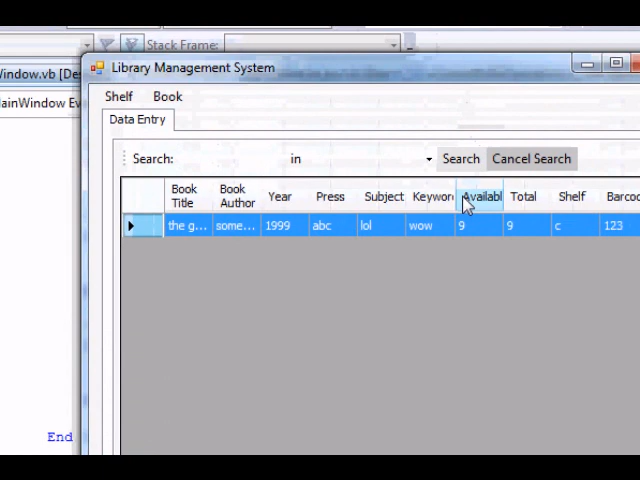 Stack Frame:
indow.vb [De
Library Management System
ainWindow Ev
Shelf Book
Data Entry
Search: in Search Cancel Search
Book Title Book Author Year Press Subject Keyword Availabl Total Shelf Barcod
the g... some... 1999 abc lol wow 9 9 c 123
End